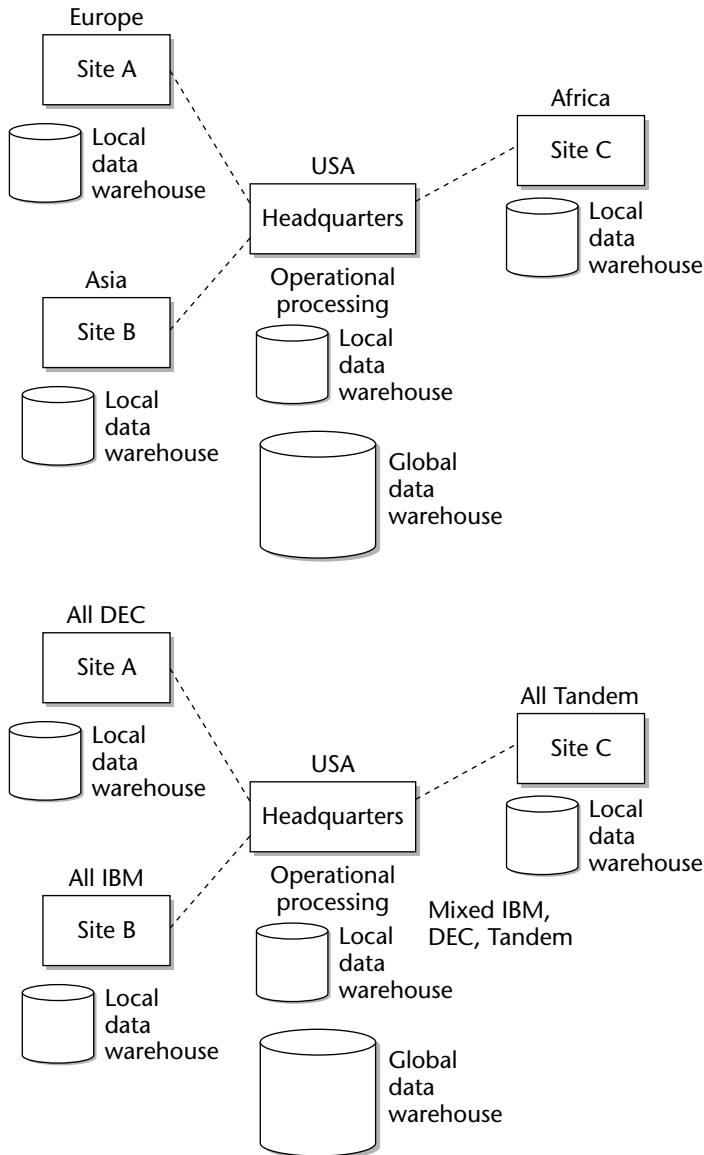 Europe
Site A
Local
data
warehouse
Africa
Site C
Local
data
warehouse
USA
Headquarters
Operational
processing
Local
data
warehouse
Asia
Site B
Local
data
warehouse
Global
data
warehouse
All DEC
Site A
Local
data
warehouse
All Tandem
Site C
Local
data
warehouse
USA
Headquarters
Operational
processing
Mixed IBM,
DEC, Tandem
Local
data
warehouse
All IBM
Site B
Local
data
warehouse
Global
data
warehouse